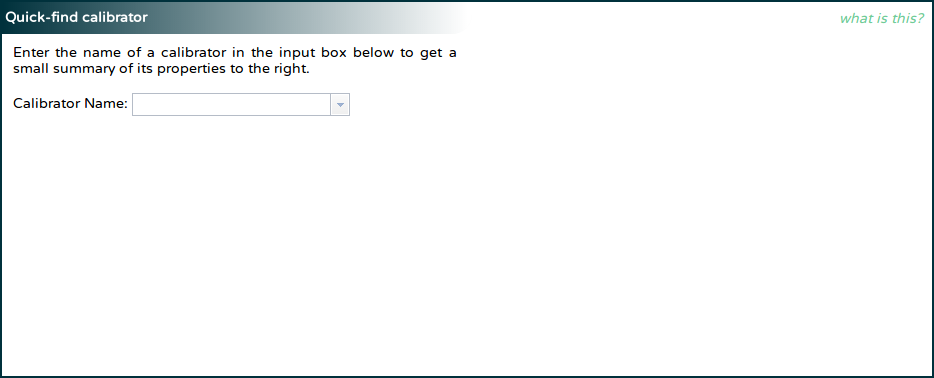 Quick-find calibrator
what is this?
Enter the name of a calibrator in the input box below to get a
small summary of its properties to the right.
Calibrator Name: